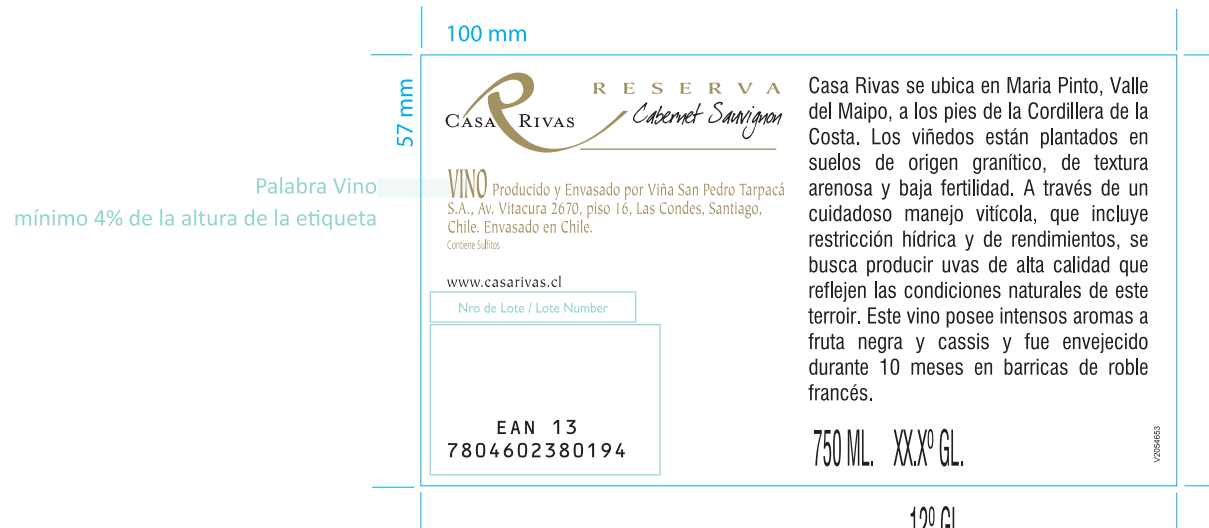 100 mm
57 mm
CASA RIVAS
RESERVA
Cabernet Sauvignon
Palabra Vino
mínimo 4% de la altura de la etiqueta
VINO Producido y Envasado por Viña San Pedro Tarpacá
S.A., Av. Vitacura 2670, piso 16, Las Condes, Santiago,
Chile. Envasado en Chile.
Contiene Sulfitos
www.casarivas.cl
Nro de Lote / Lote Number
EAN 13
7804602380194
Casa Rivas se ubica en Maria Pinto, Valle
del Maipo, a los pies de la Cordillera de la
Costa. Los viñedos están plantados en
suelos de origen granítico, de textura
arenosa y baja fertilidad. A través de un
cuidadoso manejo vitícola, que incluye
restricción hídrica y de rendimientos, se
busca producir uvas de alta calidad que
reflejen las condiciones naturales de este
terroir. Este vino posee intensos aromas a
fruta negra y cassis y fue envejecido
durante 10 meses en barricas de roble
francés.
750 ML. XX.Xº GL.
V2054653
12º GL